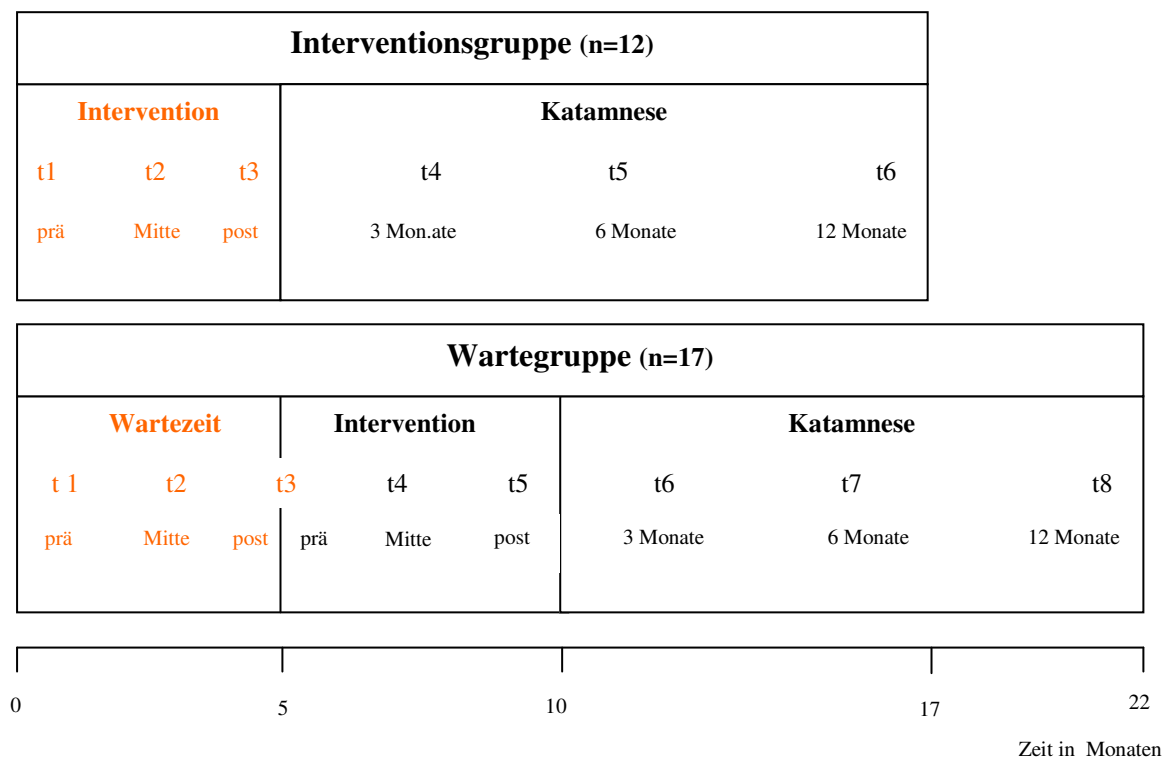 Interventionsgruppe (n=12)
Intervention Katamnese
t1 t2 t3 t4 t5 t6
prä Mitte post 3 Mon.ate 6 Monate 12 Monate
Wartegruppe (n=17)
Wartezeit Intervention Katamnese
t 1 t2 t3 t4 t5 t6 t7 t8
prä Mitte post prä Mitte post 3 Monate 6 Monate 12 Monate
0 5 10 17 22
Zeit in Monaten